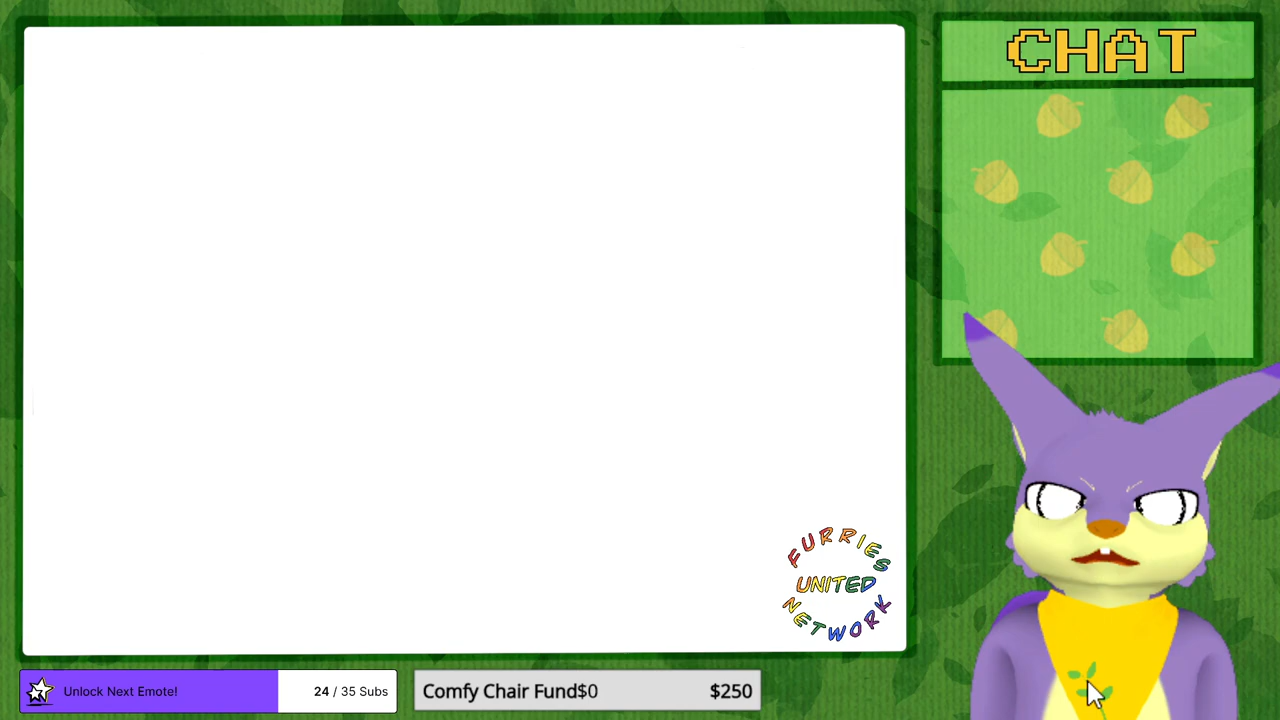 CHAT
FURRIES
UNITED
NETWORK
Unlock Next Emote! 24 / 35 Subs
Comfy Chair Fund$0 $250